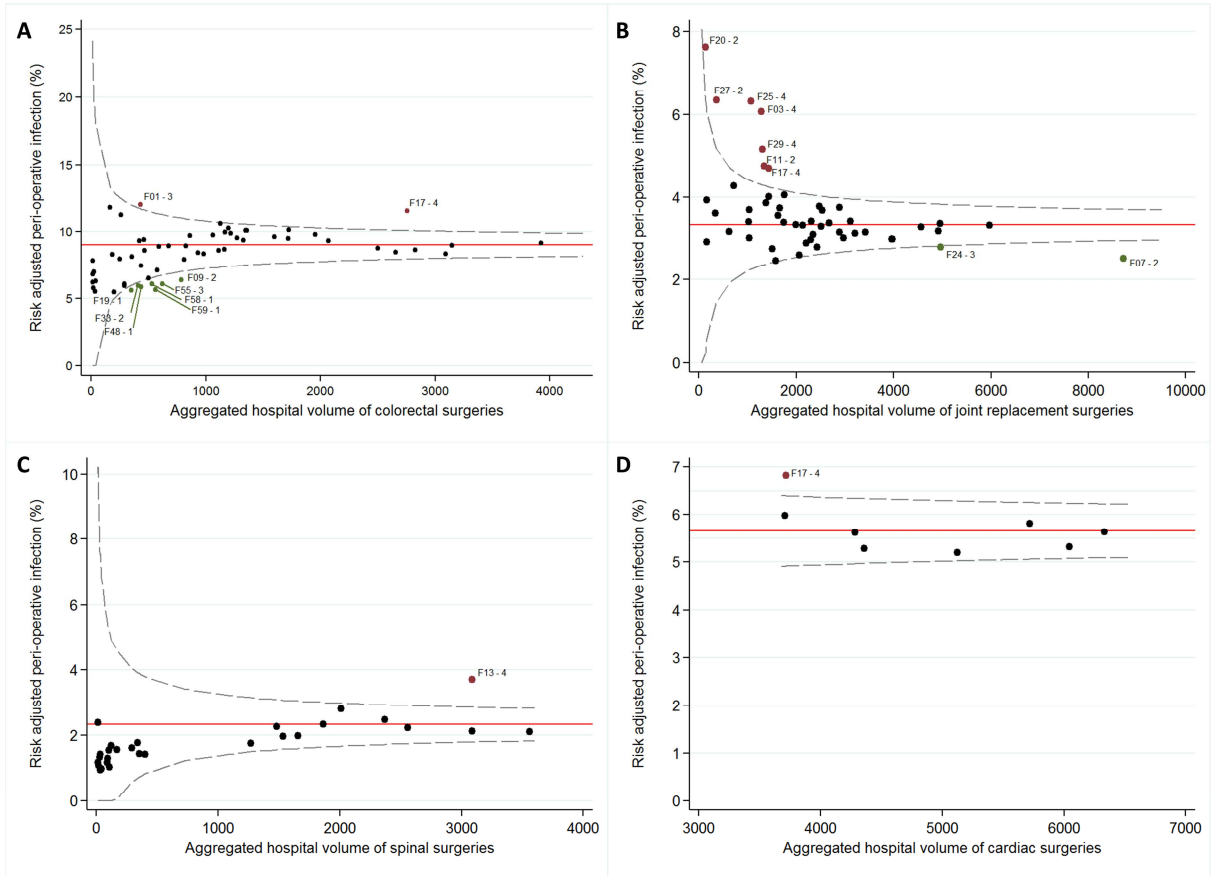 A
Risk adjusted peri-operative infection (%)
25
20
15
10
5
0
F01 - 3
F17 - 4
F09 - 2
F55 - 3
F58 - 1
F59 - 1
F19 - 1
F33 - 2
F48 - 1
0 1000 2000 3000 4000
Aggregated hospital volume of colorectal surgeries
B
Risk adjusted peri-operative infection (%)
8
6
4
2
0
F20 - 2
F27 - 2
F25 - 4
F03 - 4
F29 - 4
F11 - 2
F17 - 4
F24 - 3
F07 - 2
0 2000 4000 6000 8000 10000
Aggregated hospital volume of joint replacement surgeries
C
Risk adjusted peri-operative infection (%)
10
8
6
4
2
0
F13 - 4
0 1000 2000 3000 4000
Aggregated hospital volume of spinal surgeries
D
Risk adjusted peri-operative infection (%)
7
6
5
4
3
2
1
0
F17 - 4
3000 4000 5000 6000 7000
Aggregated hospital volume of cardiac surgeries